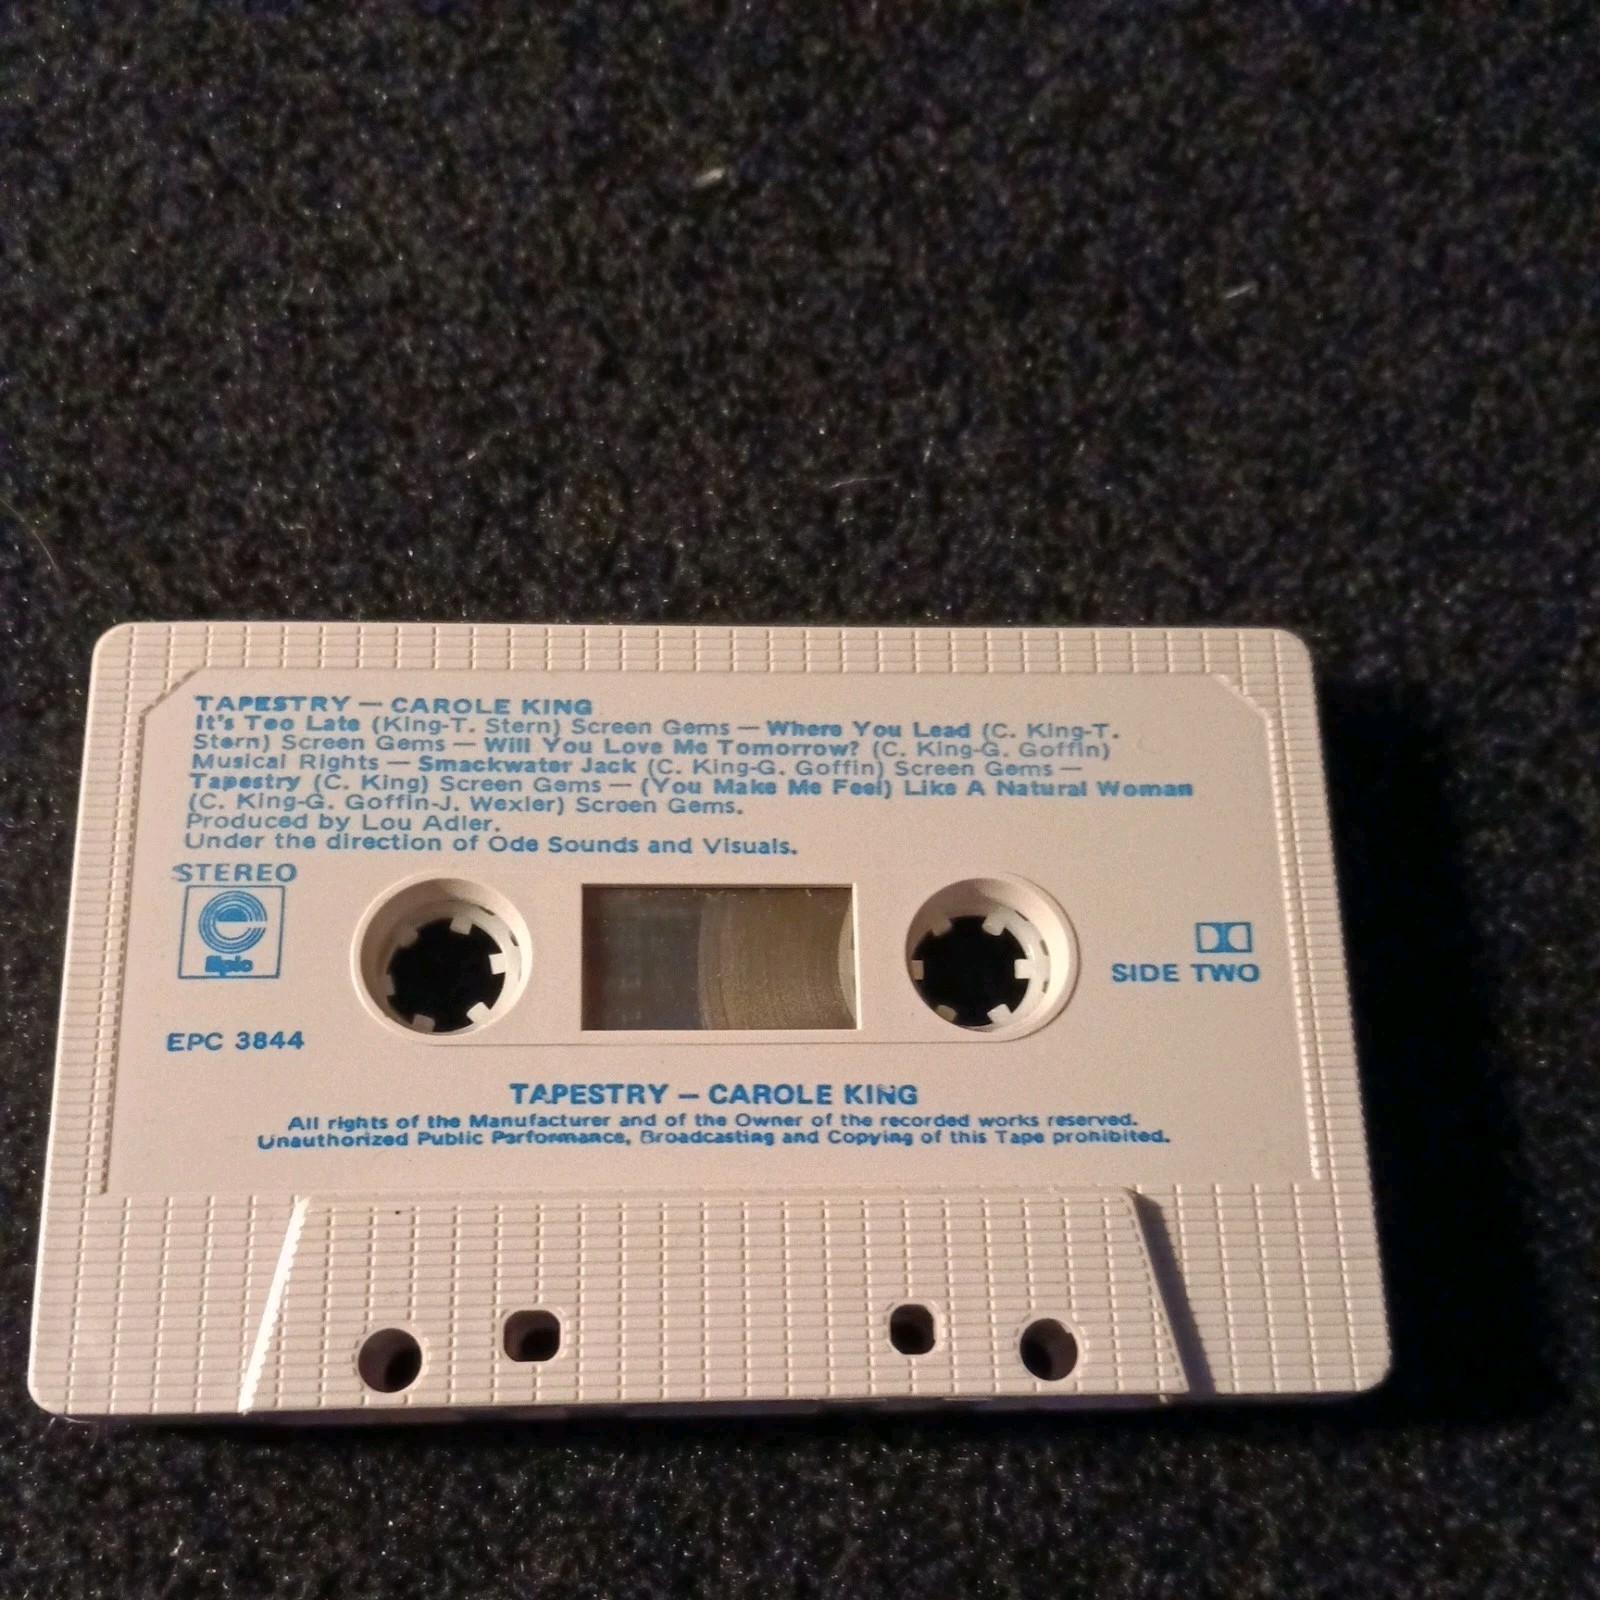 TAPESTRY — CAROLE KING
It's Too Late (King-T. Stern) Screen Gems — Where You Lead (C. King-T.
Stern) Screen Gems — Will You Love Me Tomorrow? (C. King-G. Goffin)
Musical Rights — Smackwater Jack (C. King-G. Goffin) Screen Gems —
Tapestry (C. King) Screen Gems — (You Make Me Feel) Like A Natural Woman
(C. King-G. Goffin-J. Wexler) Screen Gems.
Produced by Lou Adler.
Under the direction of Ode Sounds and Visuals.
STEREO
Epic
SIDE TWO
EPC 3844
TAPESTRY — CAROLE KING
All rights of the Manufacturer and of the Owner of the recorded works reserved.
Unauthorized Public Performance, Broadcasting and Copying of this Tape prohibited.